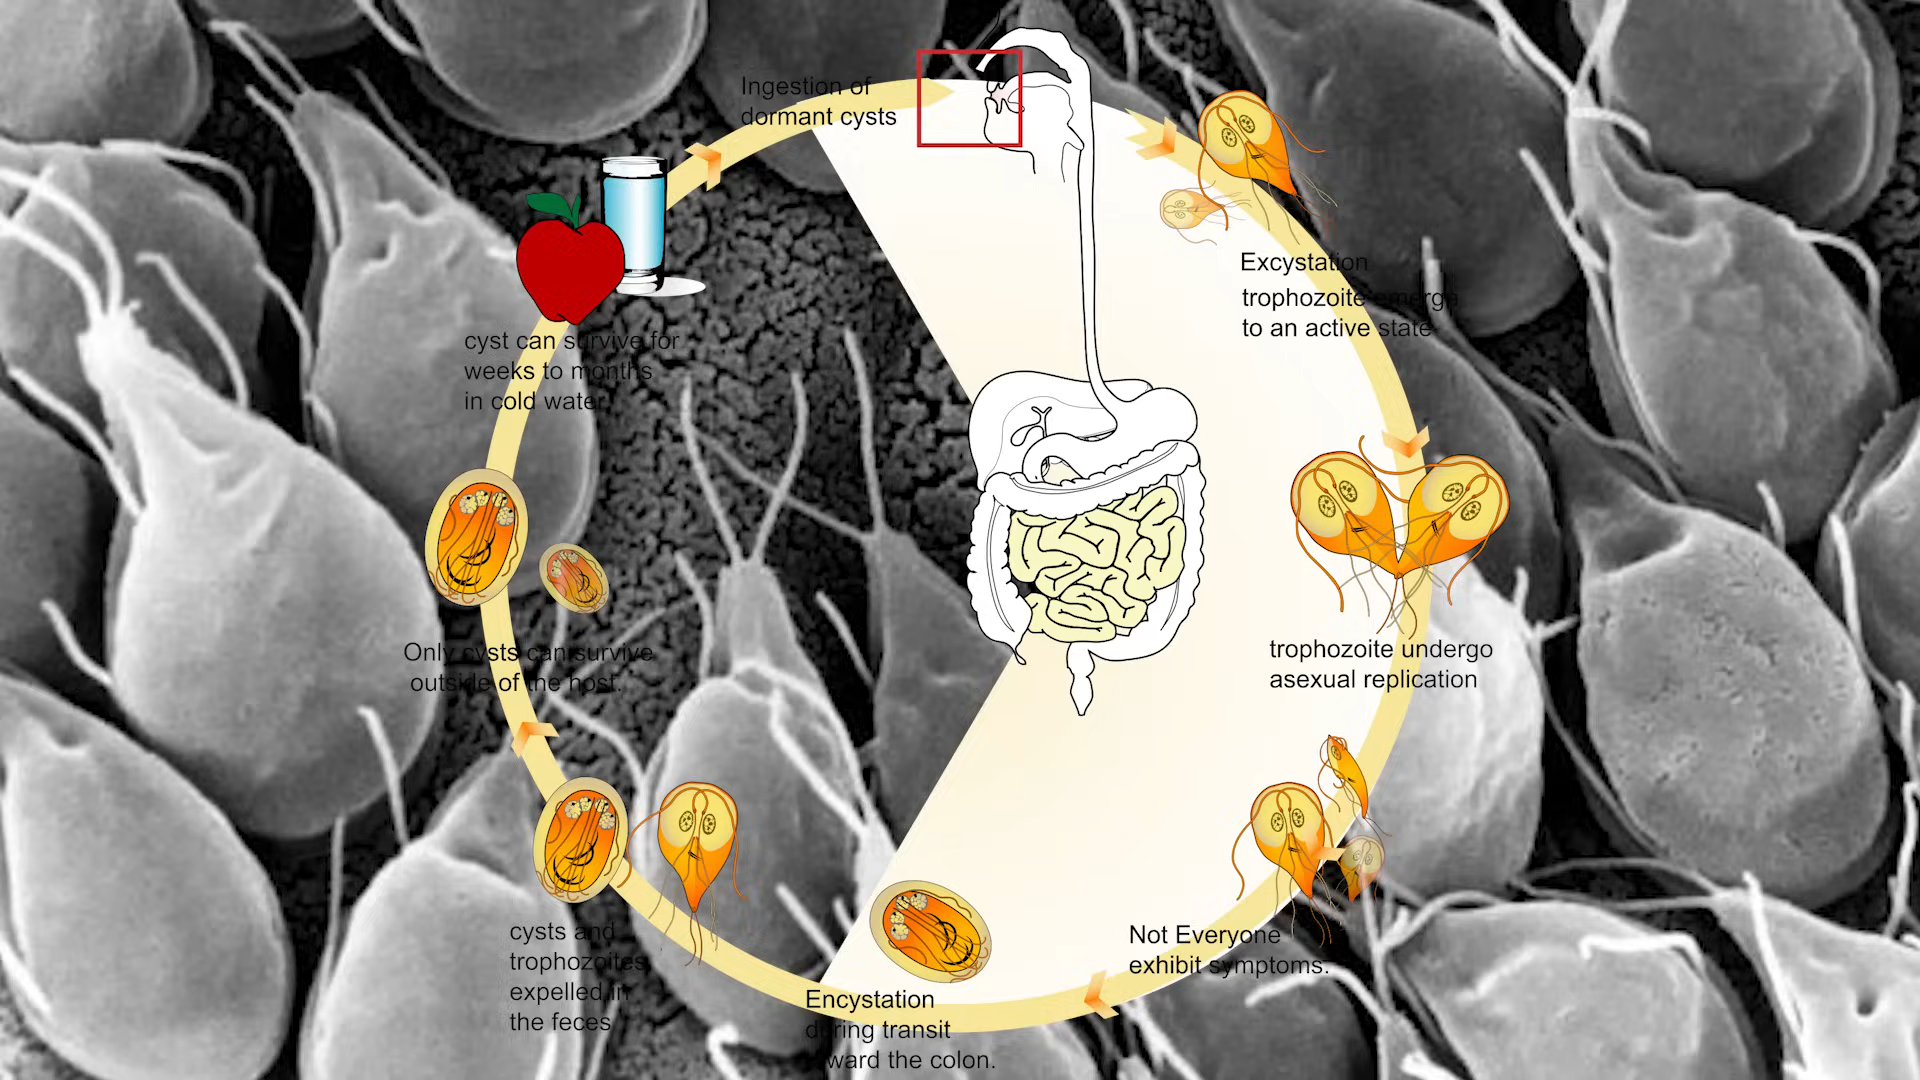 Ingestion of
dormant cysts
Excystation
trophozoite emerge
to an active state
trophozoite undergo
asexual replication
Not Everyone
exhibit symptoms.
Encystation
during transit
toward the colon.
cysts and
trophozoites
expelled in
the feces
Only cysts can survive
outside of the host.
cyst can survive for
weeks to months
in cold water